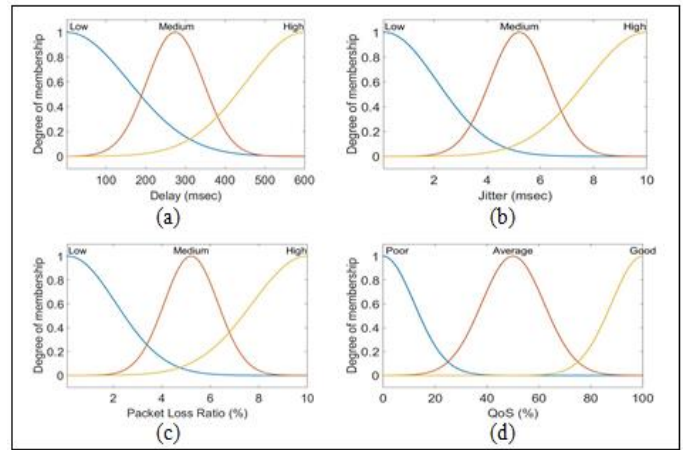 Low Medium High
1
0.8
0.6
0.4
0.2
0
Degree of membership
100 200 300 400 500 600
Delay (msec)
(a)
Low Medium High
1
0.8
0.6
0.4
0.2
0
Degree of membership
2 4 6 8 10
Jitter (msec)
(b)
Low Medium High
1
0.8
0.6
0.4
0.2
0
Degree of membership
2 4 6 8 10
Packet Loss Ratio (%)
(c)
Poor Average Good
1
0.8
0.6
0.4
0.2
0
Degree of membership
0 20 40 60 80 100
QoS (%)
(d)